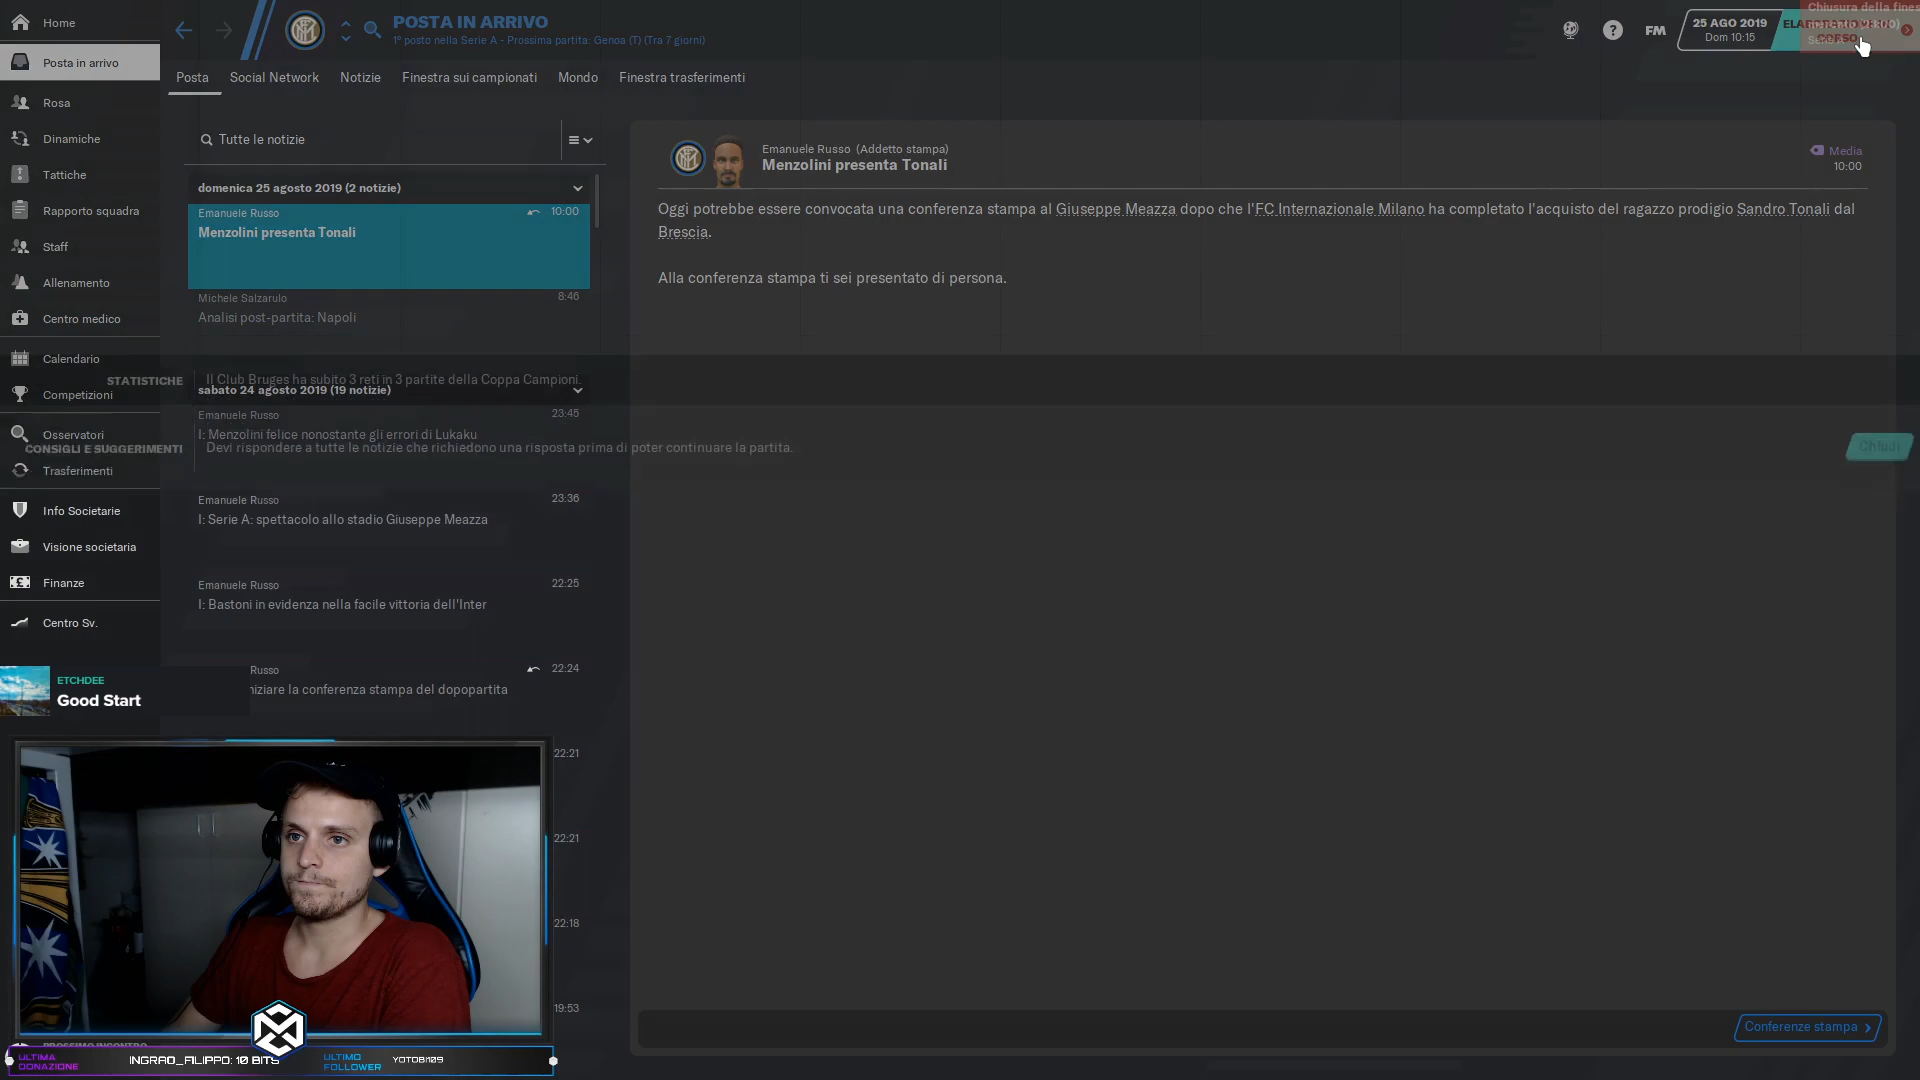 Home
Posta in arrivo
Rosa
Dinamiche
Tattiche
Rapporto squadra
Staff
Allenamento
Centro medico
Calendario
Competizioni
Osservatori
Trasferimenti
Info Societarie
Visione societaria
Finanze
Centro Sv.
POSTA IN ARRIVO
1° posto nella Serie A - Prossima partita: Genoa (T) (Tra 7 giorni)
FM
25 AGO 2019
Dom 10:15
Chiusura della fines
CORSO
Posta
Social Network
Notizie
Finestra sui campionati
Mondo
Finestra trasferimenti
Tutte le notizie
domenica 25 agosto 2019 (2 notizie)
Emanuele Russo 10:00
Menzolini presenta Tonali
Michele Salzarulo 8:46
Analisi post-partita: Napoli
STATISTICHE
Il Club Bruges ha subito 3 reti in 3 partite della Coppa Campioni.
sabato 24 agosto 2019 (19 notizie)
Emanuele Russo 23:45
I: Menzolini felice nonostante gli errori di Lukaku
CONSIGLI E SUGGERIMENTI
Devi rispondere a tutte le notizie che richiedono una risposta prima di poter continuare la partita.
Chiudi
Emanuele Russo 23:36
I: Serie A: spettacolo allo stadio Giuseppe Meazza
Emanuele Russo 22:25
I: Bastoni in evidenza nella facile vittoria dell'Inter
Russo 22:24
niziare la conferenza stampa del dopopartita
22:21
22:21
22:18
19:53
Emanuele Russo (Addetto stampa)
Menzolini presenta Tonali
Media
10:00
Oggi potrebbe essere convocata una conferenza stampa al Giuseppe Meazza dopo che l'FC Internazionale Milano ha completato l'acquisto del ragazzo prodigio Sandro Tonali dal
Brescia.
Alla conferenza stampa ti sei presentato di persona.
Conferenze stampa
ETCHDEE
Good Start
PROSSIMO INCONTRO
ULTIMA
DONAZIONE
INGRAO_FILIPPO: 10 BITS
ULTIMO
FOLLOWER
YOTOBI109